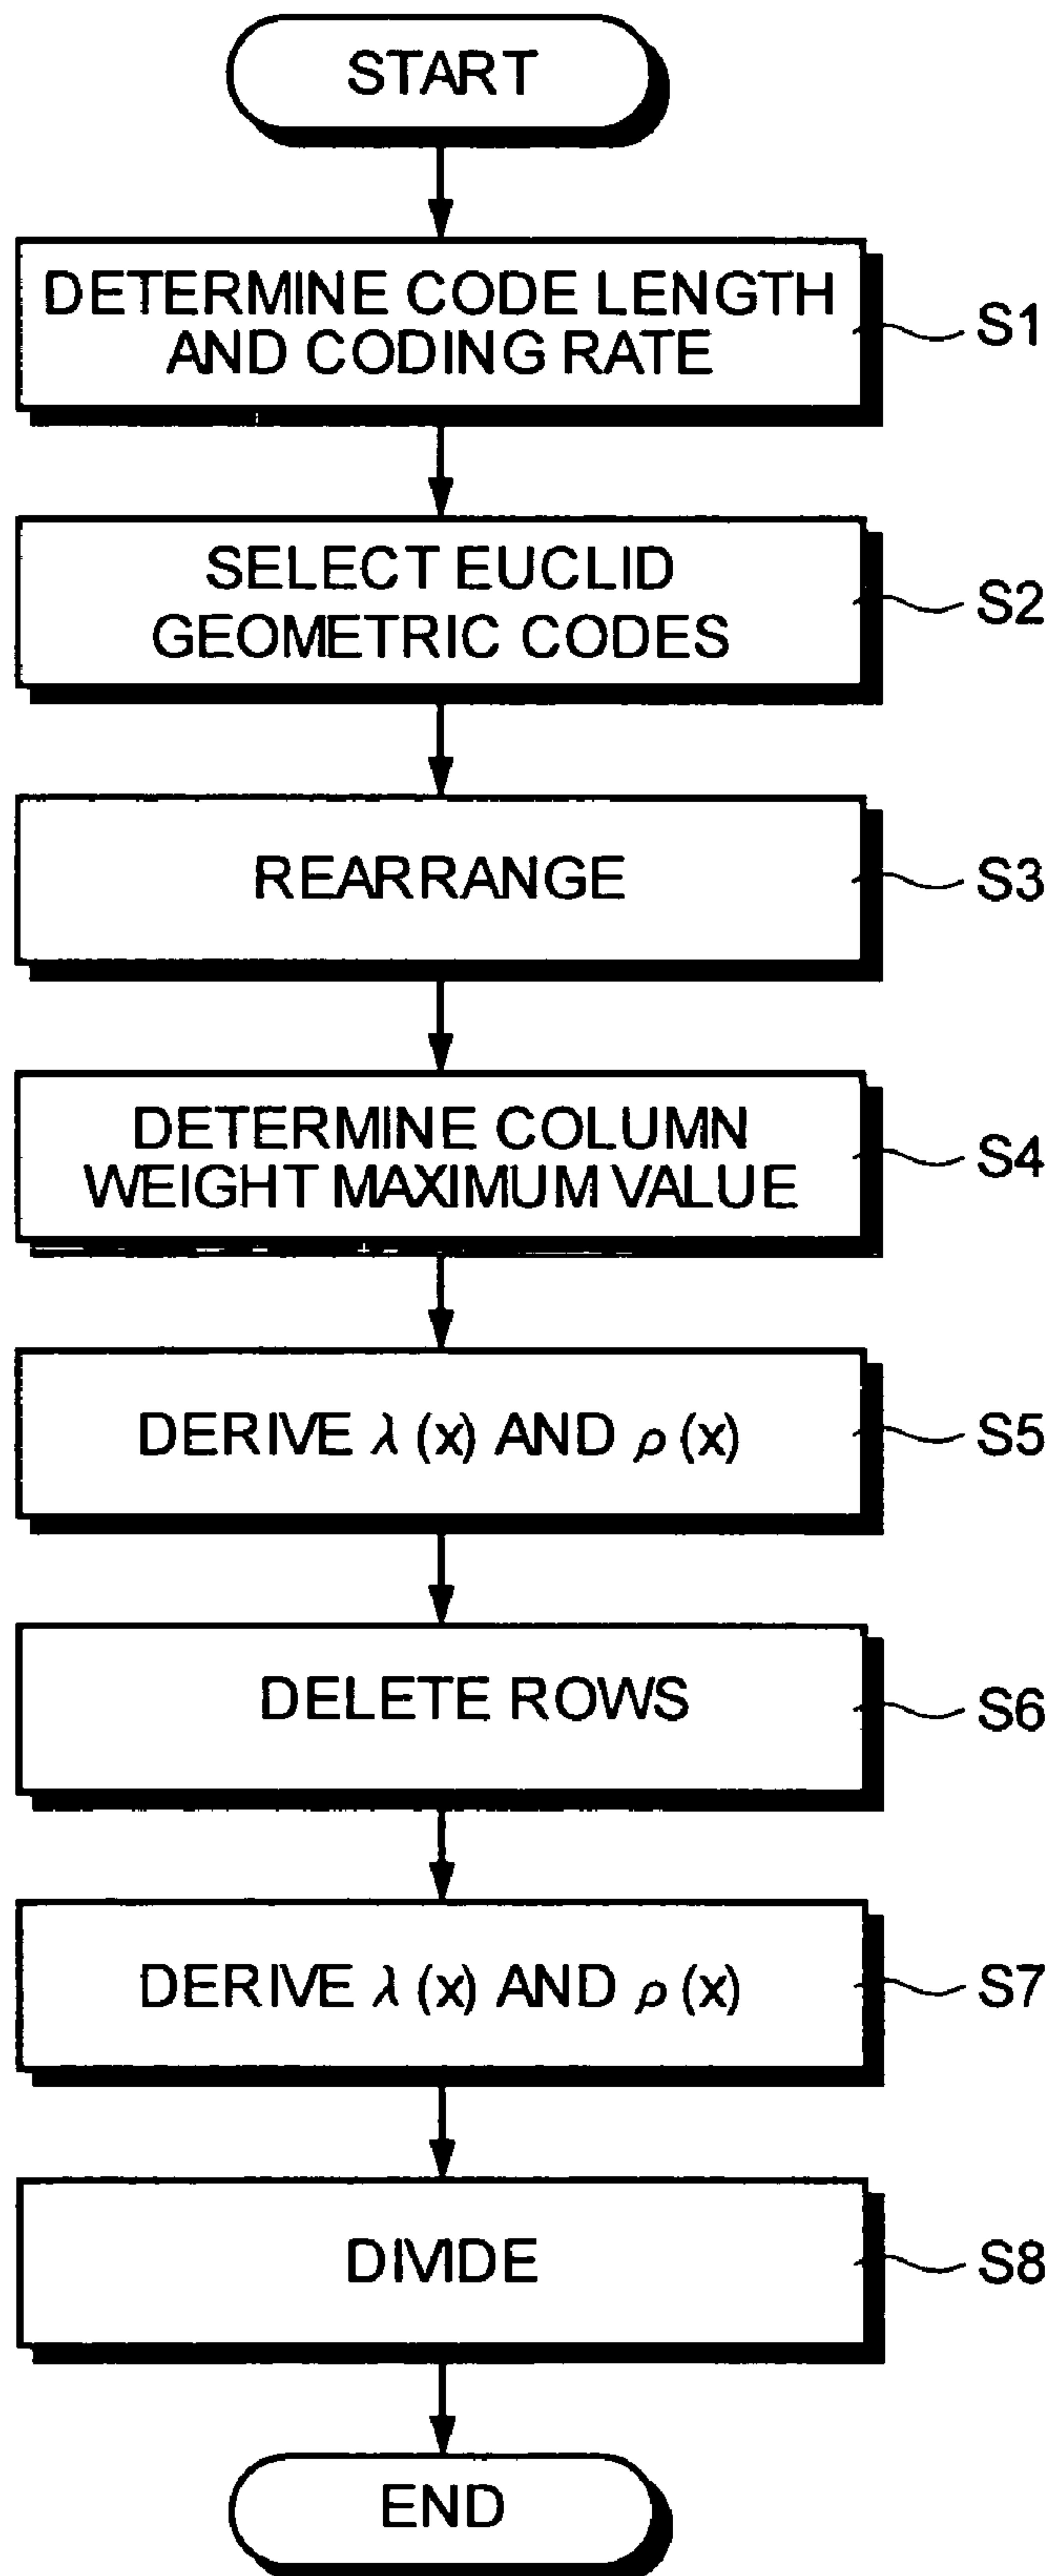 START
DETERMINE CODE LENGTH
AND CODING RATE
S1
SELECT EUCLID
GEOMETRIC CODES
S2
REARRANGE
S3
DETERMINE COLUMN
WEIGHT MAXIMUM VALUE
S4
DERIVE λ (x) AND ρ (x)
S5
DELETE ROWS
S6
DERIVE λ (x) AND ρ (x)
S7
DIVIDE
S8
END